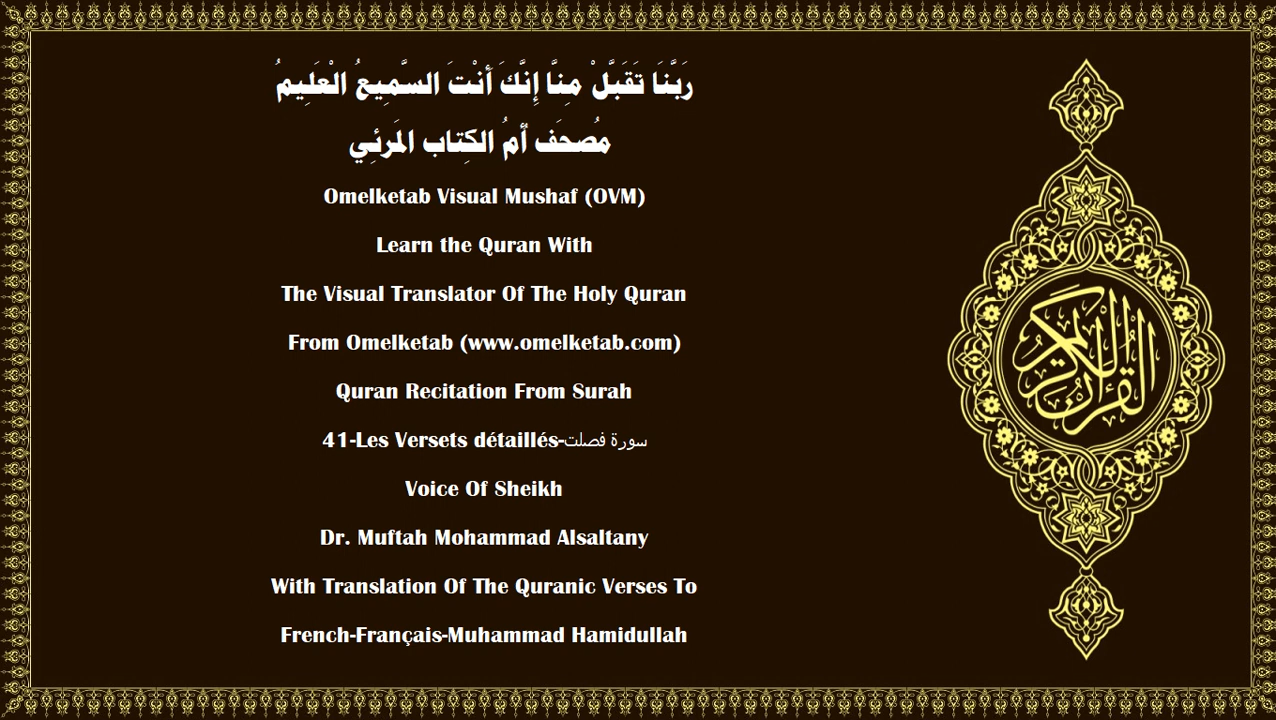 رَبَّنَا تَقَبَّلْ مِنَّا إِنَّكَ أَنْتَ السَّمِيعُ الْعَلِيمُ
مُصحَف أمُ الكِتاب المَرئِي
Omelketab Visual Mushaf (OVM)
Learn the Quran With
The Visual Translator Of The Holy Quran
From Omelketab (www.omelketab.com)
Quran Recitation From Surah
41-Les Versets détaillés-سورة فصلت
Voice Of Sheikh
Dr. Muftah Mohammad Alsaltany
With Translation Of The Quranic Verses To
French-Français-Muhammad Hamidullah
القرآن الكريم